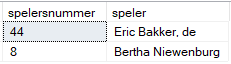 spelersnummer speler
44 Eric Bakker, de
8 Bertha Niewenburg